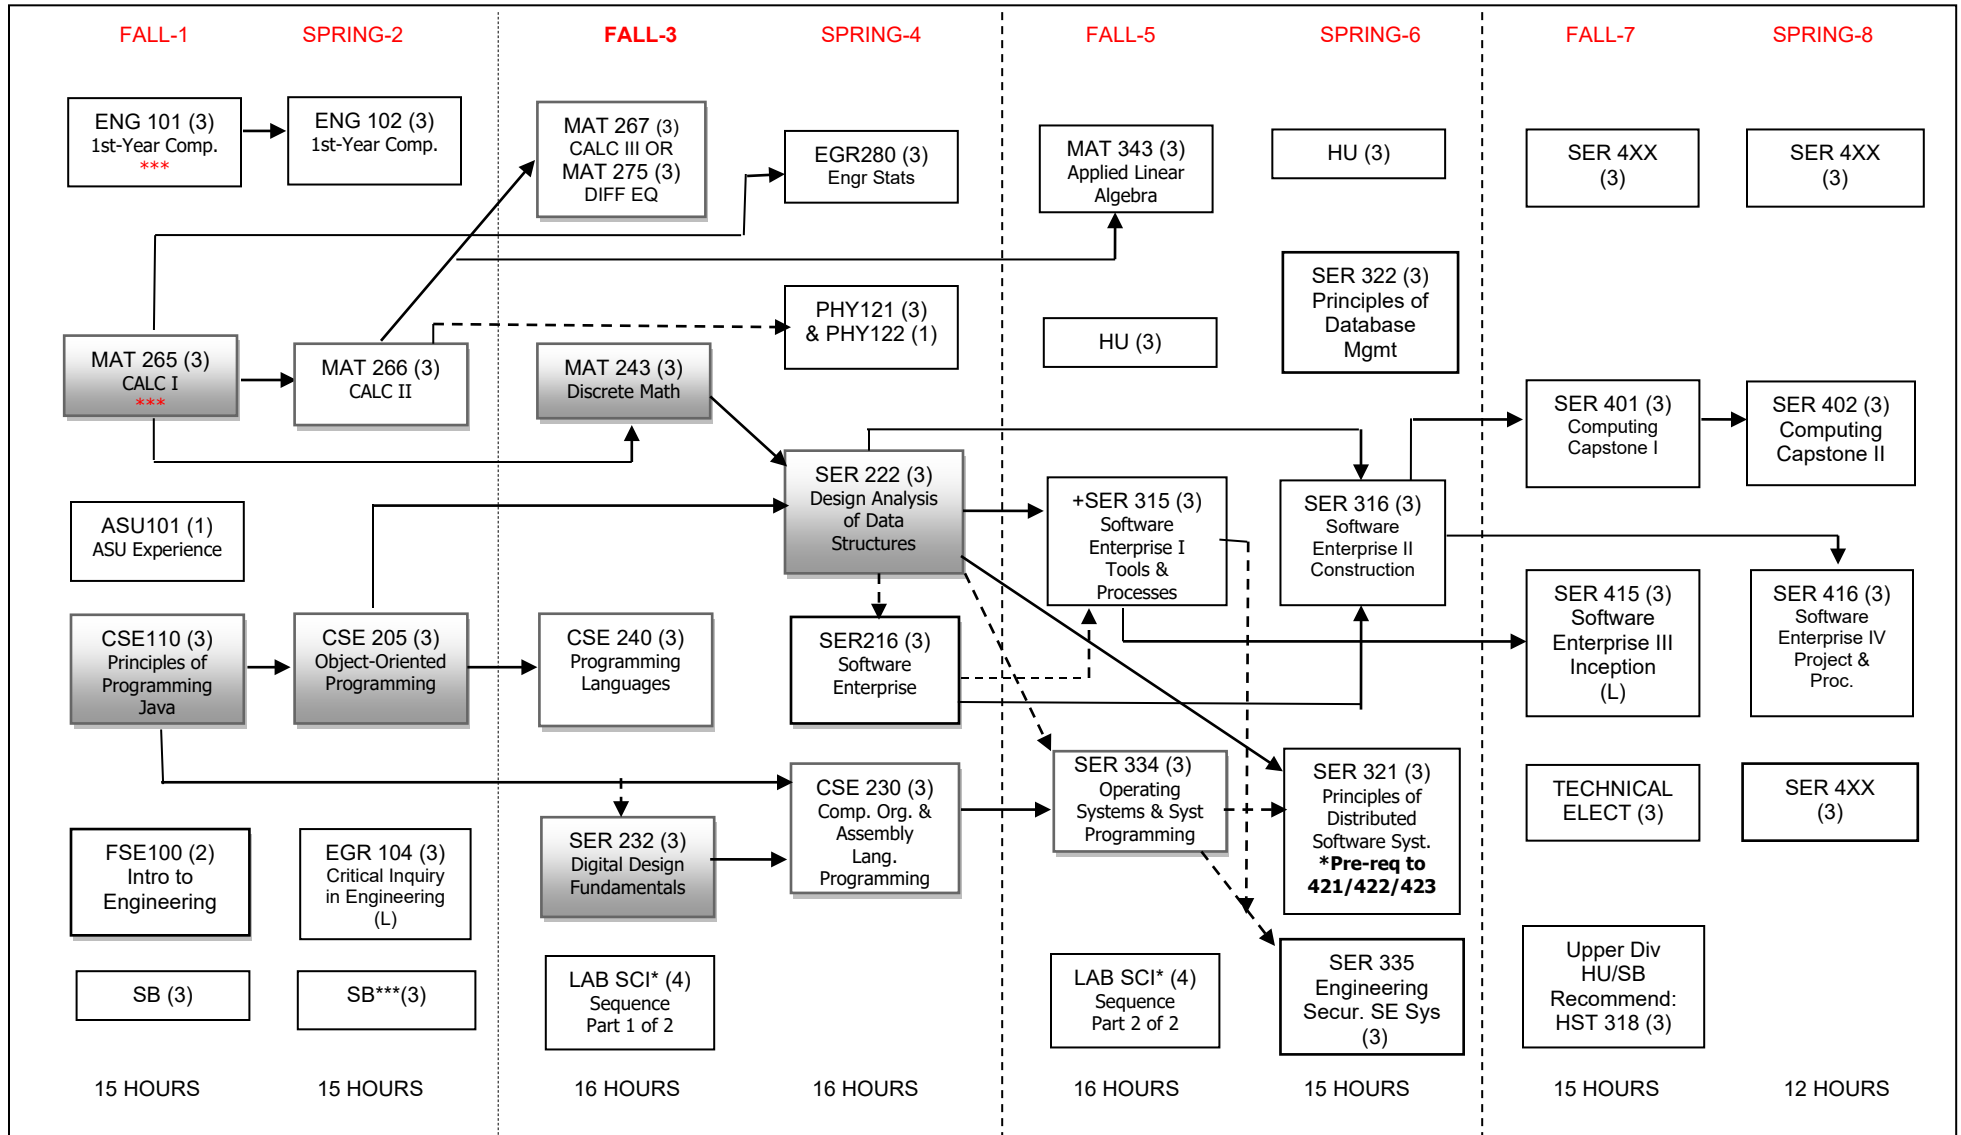 FALL-1
SPRING-2
FALL-3
SPRING-4
FALL-5
SPRING-6
FALL-7
SPRING-8
ENG 101 (3)
1st-Year Comp.
***
ENG 102 (3)
1st-Year Comp.
MAT 267 (3)
CALC III OR
MAT 275 (3)
DIFF EQ
EGR280 (3)
Engr Stats
MAT 343 (3)
Applied Linear
Algebra
HU (3)
SER 4XX
(3)
SER 4XX
(3)
MAT 265 (3)
CALC I
***
MAT 266 (3)
CALC II
MAT 243 (3)
Discrete Math
PHY121 (3)
& PHY122 (1)
HU (3)
SER 322 (3)
Principles of
Database
Mgmt
SER 401 (3)
Computing
Capstone I
SER 402 (3)
Computing
Capstone II
ASU101 (1)
ASU Experience
SER 222 (3)
Design Analysis
of Data
Structures
+SER 315 (3)
Software
Enterprise I
Tools &
Processes
SER 316 (3)
Software
Enterprise II
Construction
CSE110 (3)
Principles of
Programming
Java
CSE 205 (3)
Object-Oriented
Programming
CSE 240 (3)
Programming
Languages
SER216 (3)
Software
Enterprise
SER 415 (3)
Software
Enterprise III
Inception
(L)
SER 416 (3)
Software
Enterprise IV
Project &
Proc.
FSE100 (2)
Intro to
Engineering
EGR 104 (3)
Critical Inquiry
in Engineering
(L)
SER 232 (3)
Digital Design
Fundamentals
CSE 230 (3)
Comp. Org. &
Assembly
Lang.
Programming
SER 334 (3)
Operating
Systems & Syst
Programming
SER 321 (3)
Principles of
Distributed
Software Syst.
*Pre-req to
421/422/423
TECHNICAL
ELECT (3)
SER 4XX
(3)
SB (3)
SB***(3)
LAB SCI* (4)
Sequence
Part 1 of 2
LAB SCI* (4)
Sequence
Part 2 of 2
SER 335
Engineering
Secur. SE Sys
(3)
Upper Div
HU/SB
Recommend:
HST 318 (3)
15 HOURS
15 HOURS
16 HOURS
16 HOURS
16 HOURS
15 HOURS
15 HOURS
12 HOURS